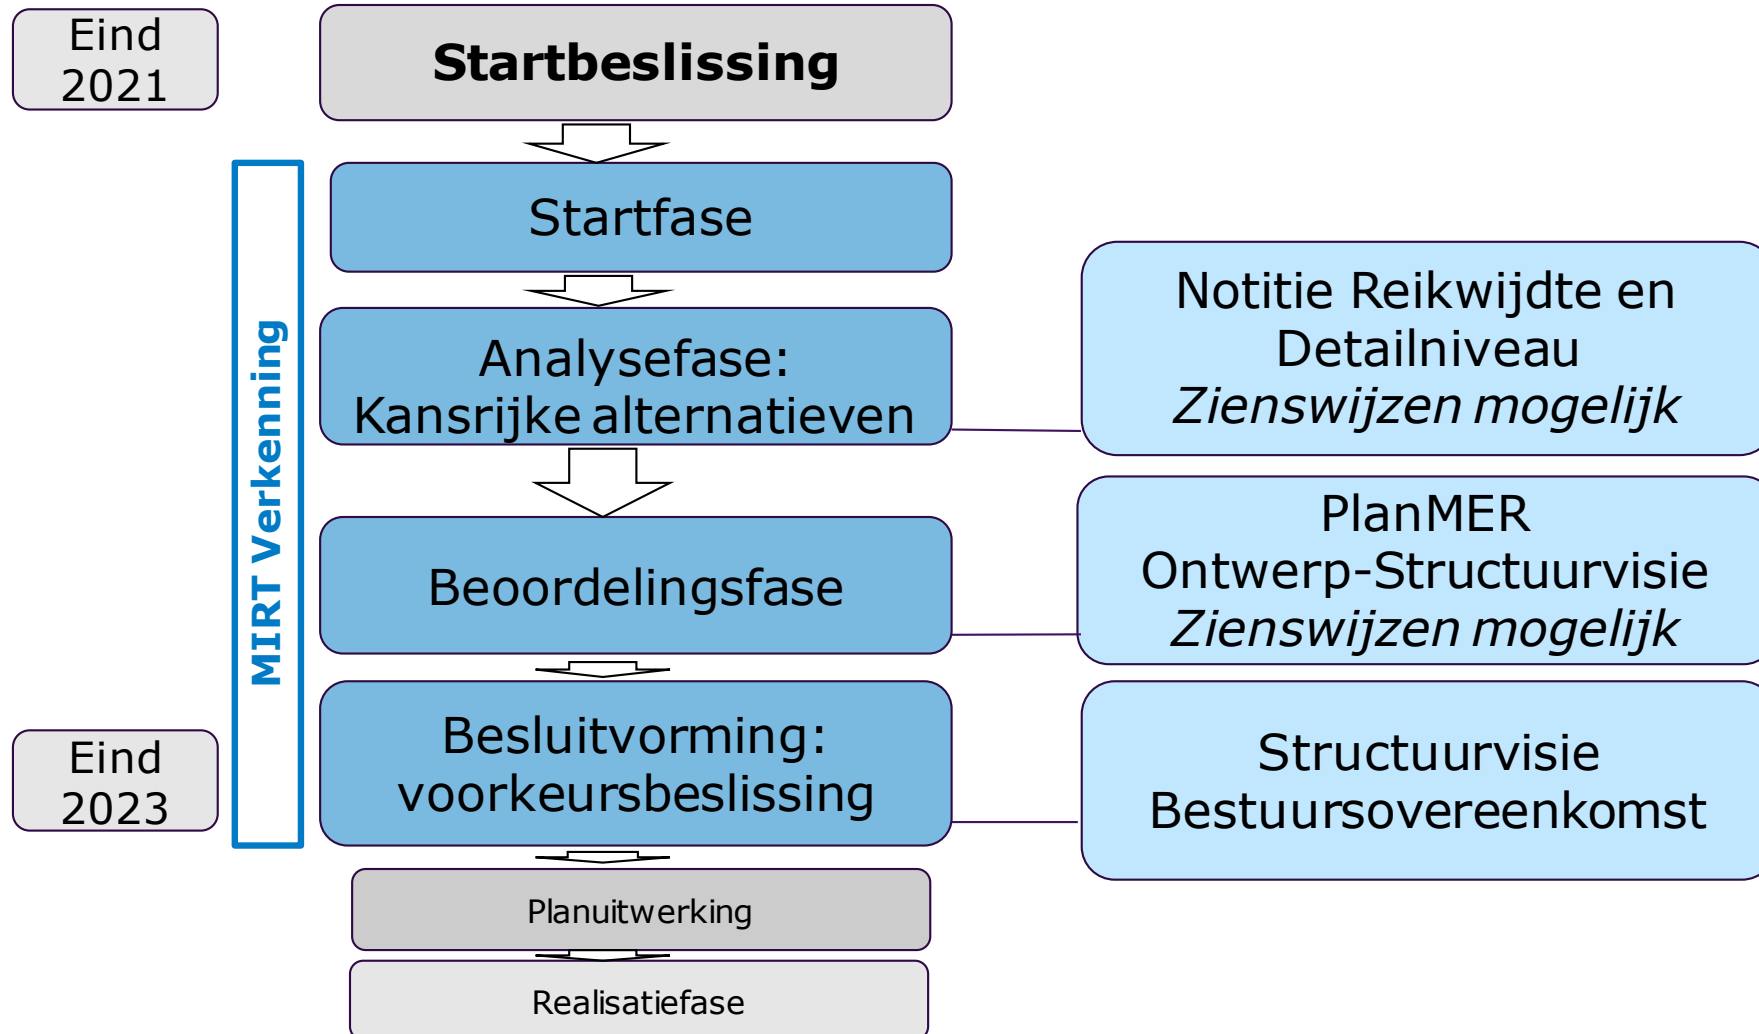 Eind
2021
Startbeslissing
MIRT Verkenning
Startfase
Analysefase:
Kansrijke alternatieven
Notitie Reikwijdte en
Detailniveau
Zienswijzen mogelijk
Beoordelingsfase
PlanMER
Ontwerp-Structuurvisie
Zienswijzen mogelijk
Eind
2023
Besluitvorming:
voorkeursbeslissing
Structuurvisie
Bestuursovereenkomst
Planuitwerking
Realisatiefase